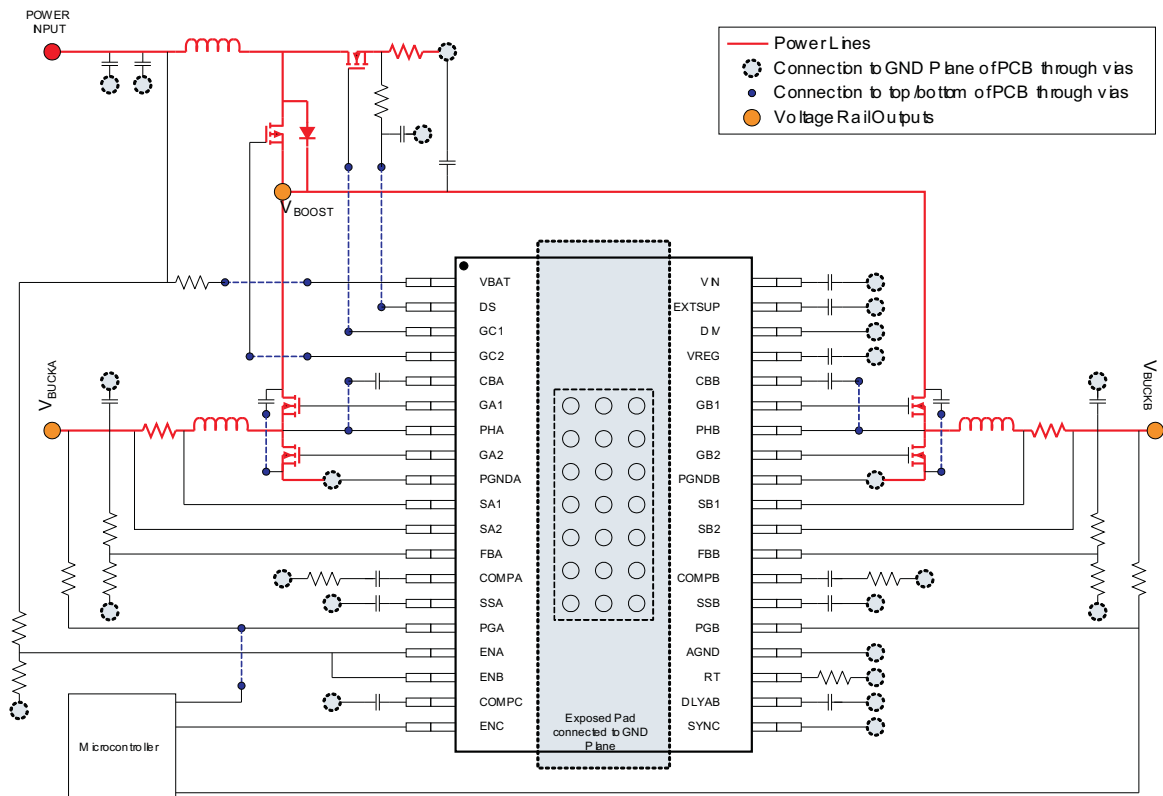 POWER
INPUT
Power Lines
Connection to GND Plane of PCB through vias
Connection to top/bottom of PCB through vias
Voltage Rail Outputs
VBOOST
VBAT
DS
GC1
GC2
CBA
GA1
PHA
GA2
PGNDA
SA1
SA2
FBA
COMPA
SSA
PGA
ENA
ENB
COMPC
ENC
VIN
EXTSUP
DIV
VREG
CBB
GB1
PHB
GB2
PGNDB
SB1
SB2
FBB
COMPB
SSB
PGB
AGND
RT
DLYAB
SYNC
VBUCKA
VBUCKB
Exposed Pad
connected to GND
Plane
Microcontroller